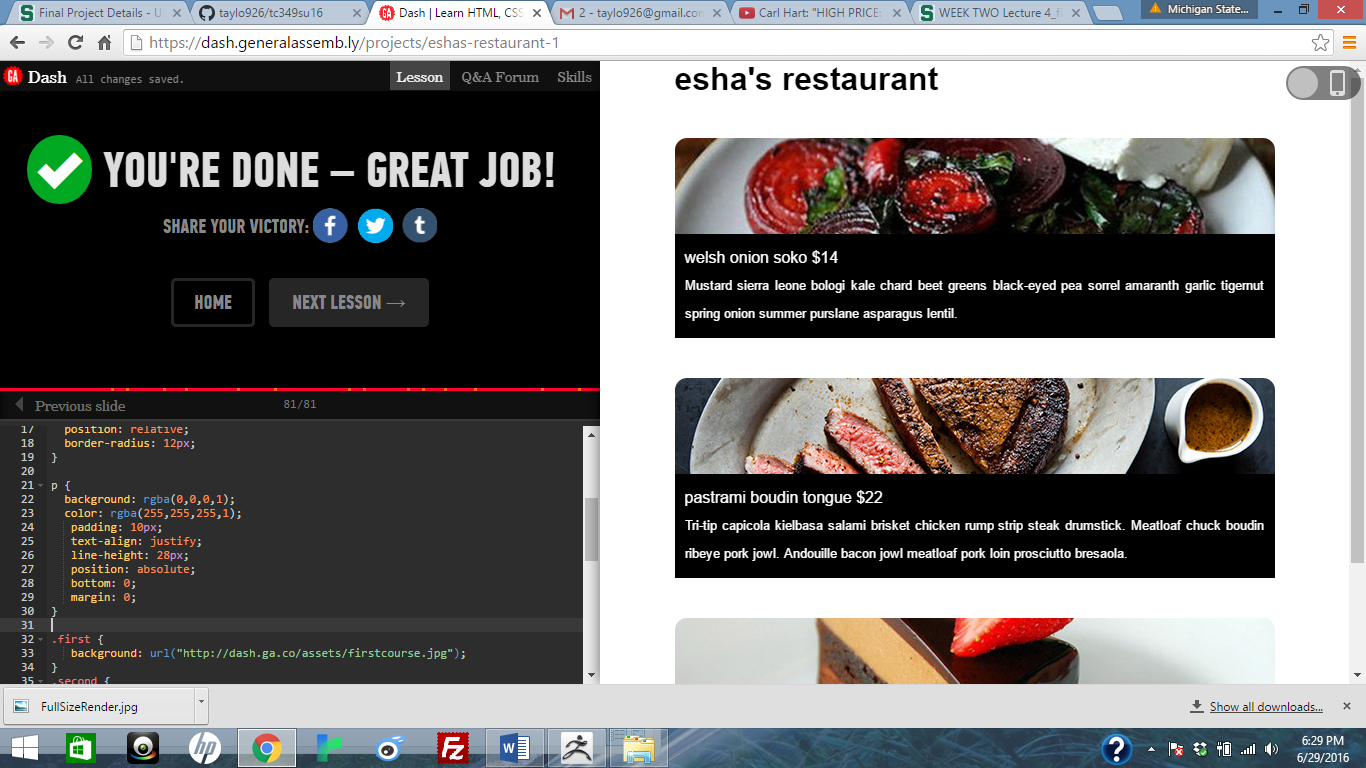 Final Project Details - U
taylo926/tc349su16
Dash | Learn HTML, CSS
2 - taylo926@gmail.com
Carl Hart: "HIGH PRICE:
WEEK TWO Lecture 4_f
Michigan State...
https://dash.generalassemb.ly/projects/eshas-restaurant-1
GA Dash All changes saved.
Lesson Q&A Forum Skills
YOU'RE DONE — GREAT JOB!
SHARE YOUR VICTORY:
HOME NEXT LESSON →
Previous slide 81/81
17 position: relative;
18 border-radius: 12px;
19 }
20
21 p {
22 background: rgba(0,0,0,1);
23 color: rgba(255,255,255,1);
24 padding: 10px;
25 text-align: justify;
26 line-height: 28px;
27 position: absolute;
28 bottom: 0;
29 margin: 0;
30 }
31
32 .first {
33 background: url("http://dash.ga.co/assets/firstcourse.jpg");
34 }
35 .second {
esha's restaurant
welsh onion soko $14
Mustard sierra leone bologi kale chard beet greens black-eyed pea sorrel amaranth garlic tigernut
spring onion summer purslane asparagus lentil.
pastrami boudin tongue $22
Tri-tip capicola kielbasa salami brisket chicken rump strip steak drumstick. Meatloaf chuck boudin
ribeye pork jowl. Andouille bacon jowl meatloaf pork loin prosciutto bresaola.
FullSizeRender.jpg
Show all downloads...
6:29 PM
6/29/2016